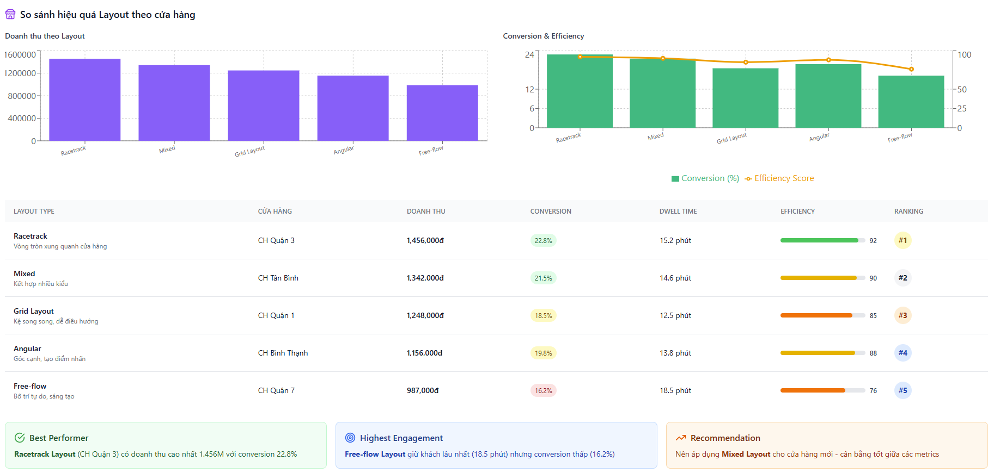 So sánh hiệu quả Layout theo cửa hàng
Doanh thu theo Layout
1600000
1200000
800000
400000
0
Racetrack
Mixed
Grid Layout
Angular
Free-flow
Conversion & Efficiency
24
12
6
0
100
50
25
0
Racetrack
Mixed
Grid Layout
Angular
Free-flow
Conversion (%) Efficiency Score
LAYOUT TYPE CỬA HÀNG DOANH THU CONVERSION DWELL TIME EFFICIENCY RANKING
Racetrack
Vòng tròn xung quanh cửa hàng
CH Quận 3 1,456,000đ 22.8% 15.2 phút 92 #1
Mixed
Kết hợp nhiều kiểu
CH Tân Bình 1,342,000đ 21.5% 14.6 phút 90 #2
Grid Layout
Kệ song song, dễ điều hướng
CH Quận 1 1,248,000đ 18.5% 12.5 phút 85 #3
Angular
Góc cạnh, tạo điểm nhấn
CH Bình Thạnh 1,156,000đ 19.8% 13.8 phút 88 #4
Free-flow
Bố trí tự do, sáng tạo
CH Quận 7 987,000đ 16.2% 18.5 phút 76 #5
Best Performer
Racetrack Layout (CH Quận 3) có doanh thu cao nhất 1.456M với conversion 22.8%
Highest Engagement
Free-flow Layout giữ khách lâu nhất (18.5 phút) nhưng conversion thấp (16.2%)
Recommendation
Nên áp dụng Mixed Layout cho cửa hàng mới - cân bằng tốt giữa các metrics